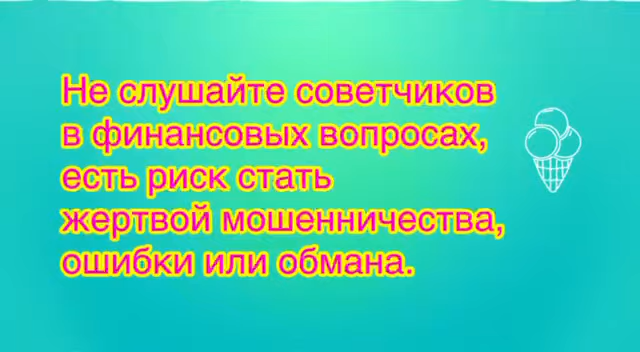 Не слушайте советчиков
в финансовых вопросах,
есть риск стать
жертвой мошенничества,
ошибки или обмана.